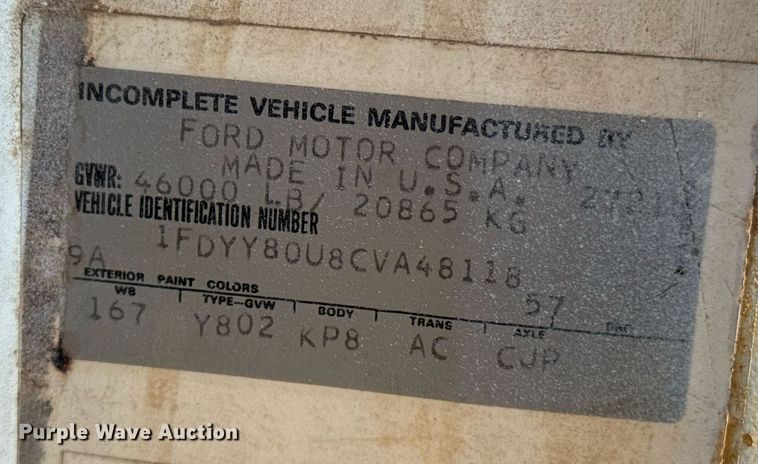 INCOMPLETE VEHICLE MANUFACTURED BY
FORD MOTOR COMPANY
MADE IN U.S.A.
GVWR: 46000 LB/ 20865 KG
VEHICLE IDENTIFICATION NUMBER
1FDYY80U8CVA48118
9A 57
EXTERIOR PAINT COLORS
WB TYPE-GVW BODY TRANS AXLE
167 Y802 KP8 AC CJP
Purple Wave Auction